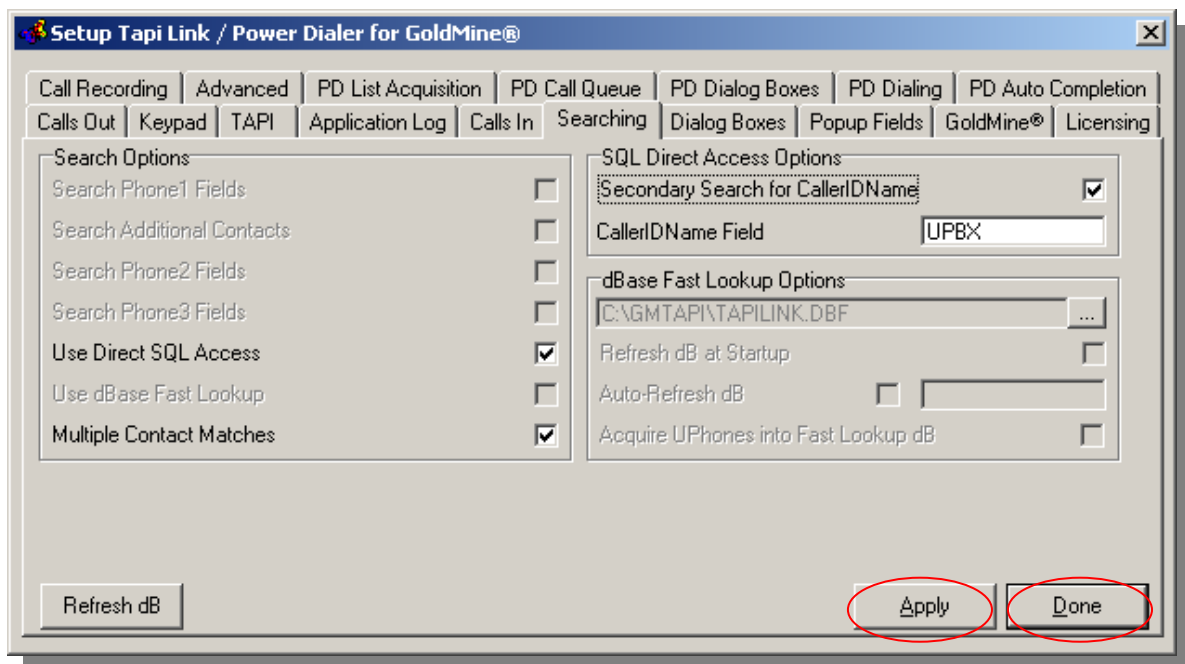 Setup Tapi Link / Power Dialer for GoldMine®
Call Recording Advanced PD List Acquisition PD Call Queue PD Dialog Boxes PD Dialing PD Auto Completion
Calls Out Keypad TAPI Application Log Calls In Searching Dialog Boxes Popup Fields GoldMine® Licensing
Search Options
Search Phone1 Fields
Search Additional Contacts
Search Phone2 Fields
Search Phone3 Fields
Use Direct SQL Access
Use dBase Fast Lookup
Multiple Contact Matches
SQL Direct Access Options
Secondary Search for CallerIDName
CallerIDName Field UPBX
dBase Fast Lookup Options
C:\GMTAPI\TAPILINK.DBF ...
Refresh dB at Startup
Auto-Refresh dB
Acquire UPhones into Fast Lookup dB
Refresh dB Apply Done